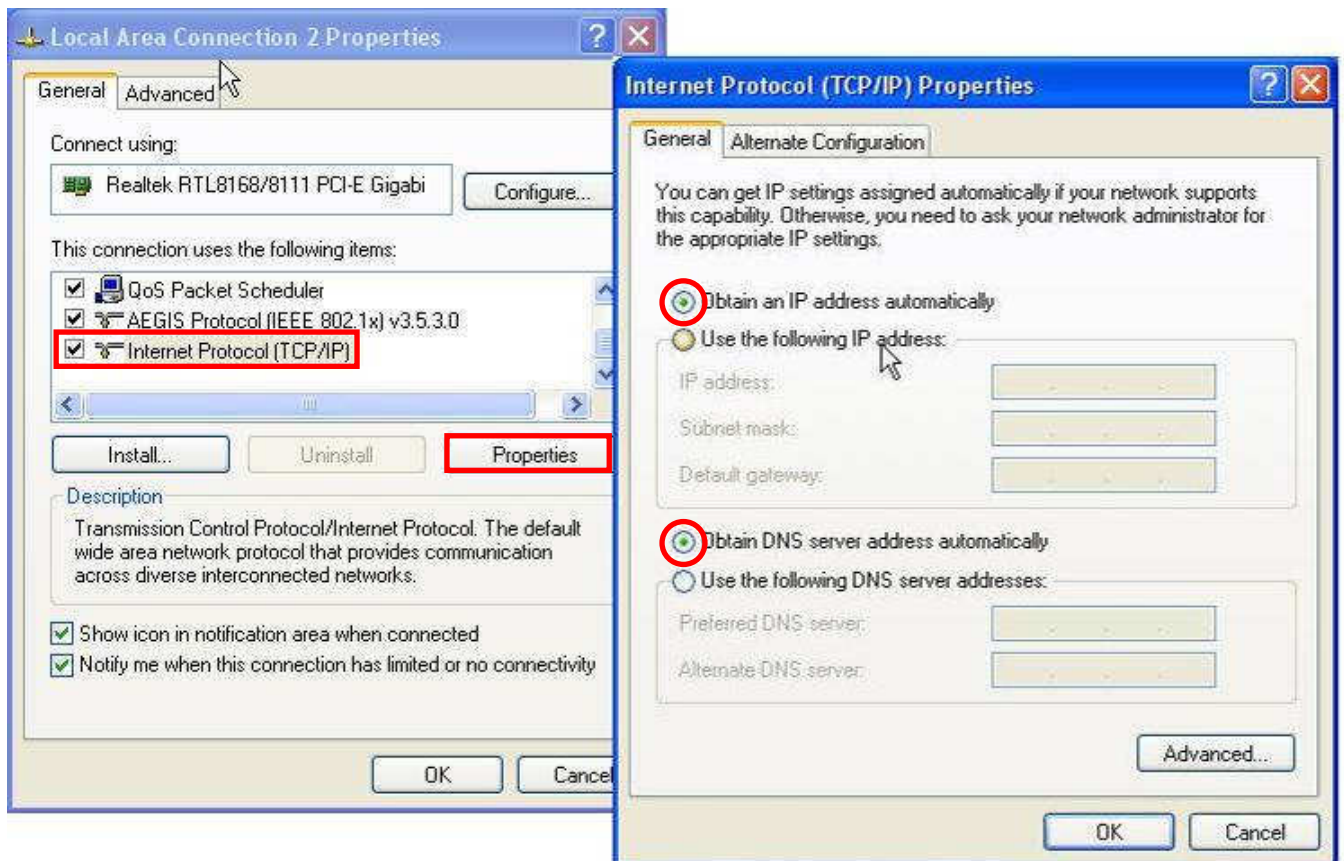 Local Area Connection 2 Properties
General
Advanced
Connect using:
Realtek RTL8168/8111 PCI-E Gigabi
Configure...
This connection uses the following items:
QoS Packet Scheduler
AEGIS Protocol (IEEE 802.1x) v3.5.3.0
Internet Protocol (TCP/IP)
Install...
Uninstall
Properties
Description
Transmission Control Protocol/Internet Protocol. The default
wide area network protocol that provides communication
across diverse interconnected networks.
Show icon in notification area when connected
Notify me when this connection has limited or no connectivity
OK
Cancel
Internet Protocol (TCP/IP) Properties
General
Alternate Configuration
You can get IP settings assigned automatically if your network supports
this capability. Otherwise, you need to ask your network administrator for
the appropriate IP settings.
Obtain an IP address automatically
Use the following IP address:
IP address:
Subnet mask:
Default gateway:
Obtain DNS server address automatically
Use the following DNS server addresses:
Preferred DNS server:
Alternate DNS server:
Advanced...
OK
Cancel